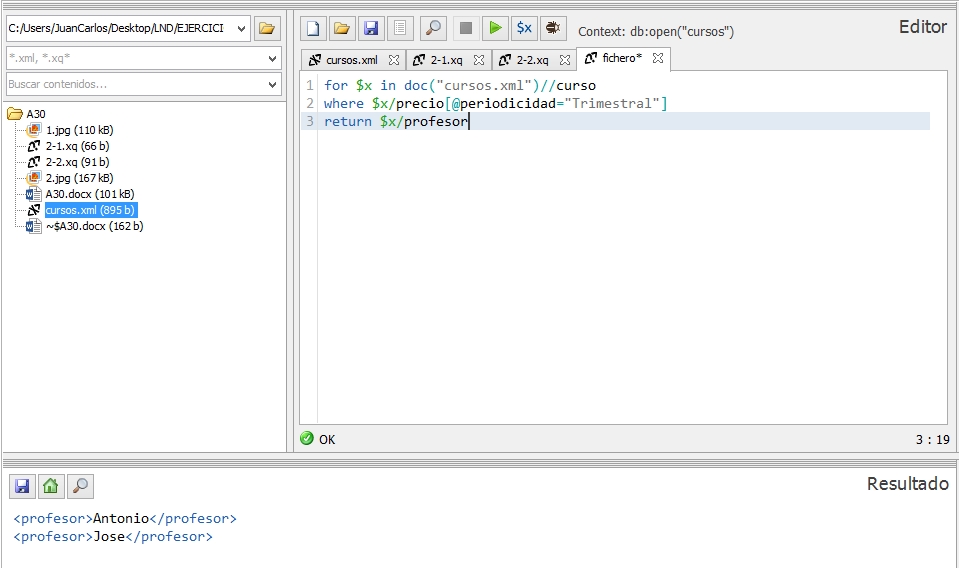 C:/Users/JuanCarlos/Desktop/LND/EJERCICI
*.xml, *.xq*
Buscar contenidos...
A30
1.jpg (110 kB)
2-1.xq (66 b)
2-2.xq (91 b)
2.jpg (167 kB)
A30.docx (101 kB)
cursos.xml (895 b)
~$A30.docx (162 b)
$x
Context: db:open("cursos")
Editor
cursos.xml
2-1.xq
2-2.xq
fichero*
1 for $x in doc("cursos.xml")//curso
2 where $x/precio[@periodicidad="Trimestral"]
3 return $x/profesor
OK
3 : 19
Resultado
<profesor>Antonio</profesor>
<profesor>Jose</profesor>